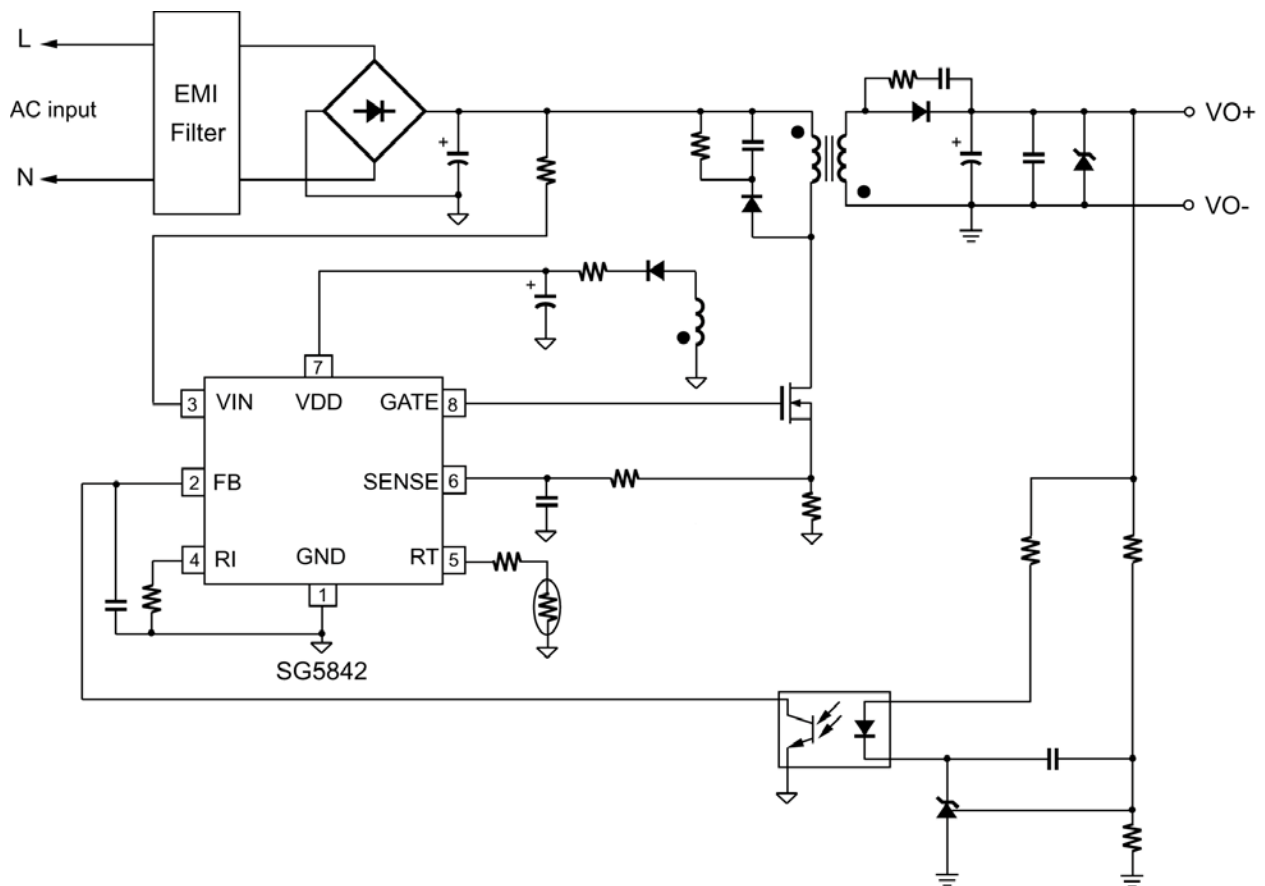 L
AC input
N
EMI
Filter
+
VO+
+
VO-
+
7
3 VIN VDD GATE 8
2 FB SENSE 6
4 RI GND RT 5
1
SG5842